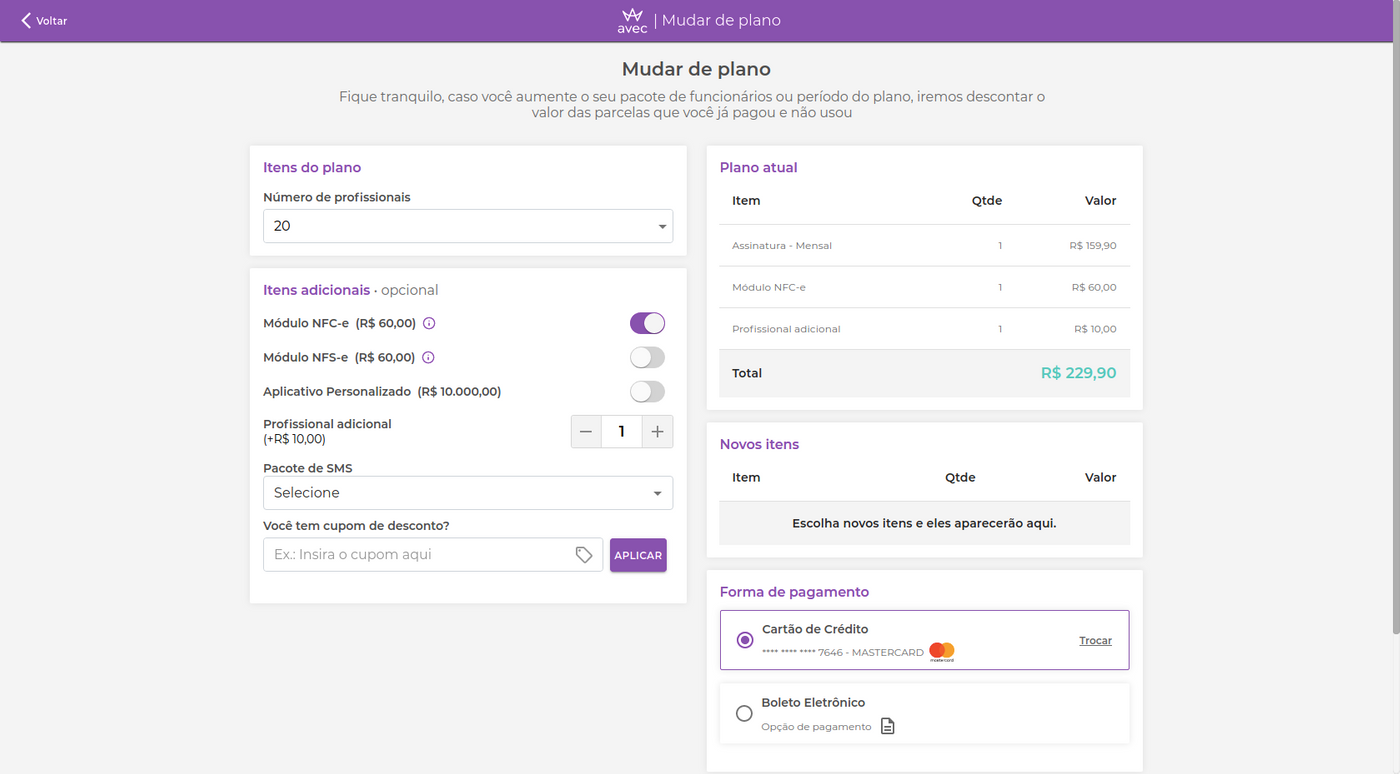 Voltar
avec | Mudar de plano
Mudar de plano
Fique tranquilo, caso você aumente o seu pacote de funcionários ou período do plano, iremos descontar o
valor das parcelas que você já pagou e não usou
Itens do plano
Número de profissionais
20
Itens adicionais · opcional
Módulo NFC-e (R$ 60,00)
Módulo NFS-e (R$ 60,00)
Aplicativo Personalizado (R$ 10.000,00)
Profissional adicional
(+R$ 10,00)
1
Pacote de SMS
Selecione
Você tem cupom de desconto?
Ex.: Insira o cupom aqui
APLICAR
Plano atual
Item Qtde Valor
Assinatura - Mensal 1 R$ 159,90
Módulo NFC-e 1 R$ 60,00
Profissional adicional 1 R$ 10,00
Total R$ 229,90
Novos itens
Item Qtde Valor
Escolha novos itens e eles aparecerão aqui.
Forma de pagamento
Cartão de Crédito
•••• •••• •••• 7646 - MASTERCARD mastercard
Trocar
Boleto Eletrônico
Opção de pagamento